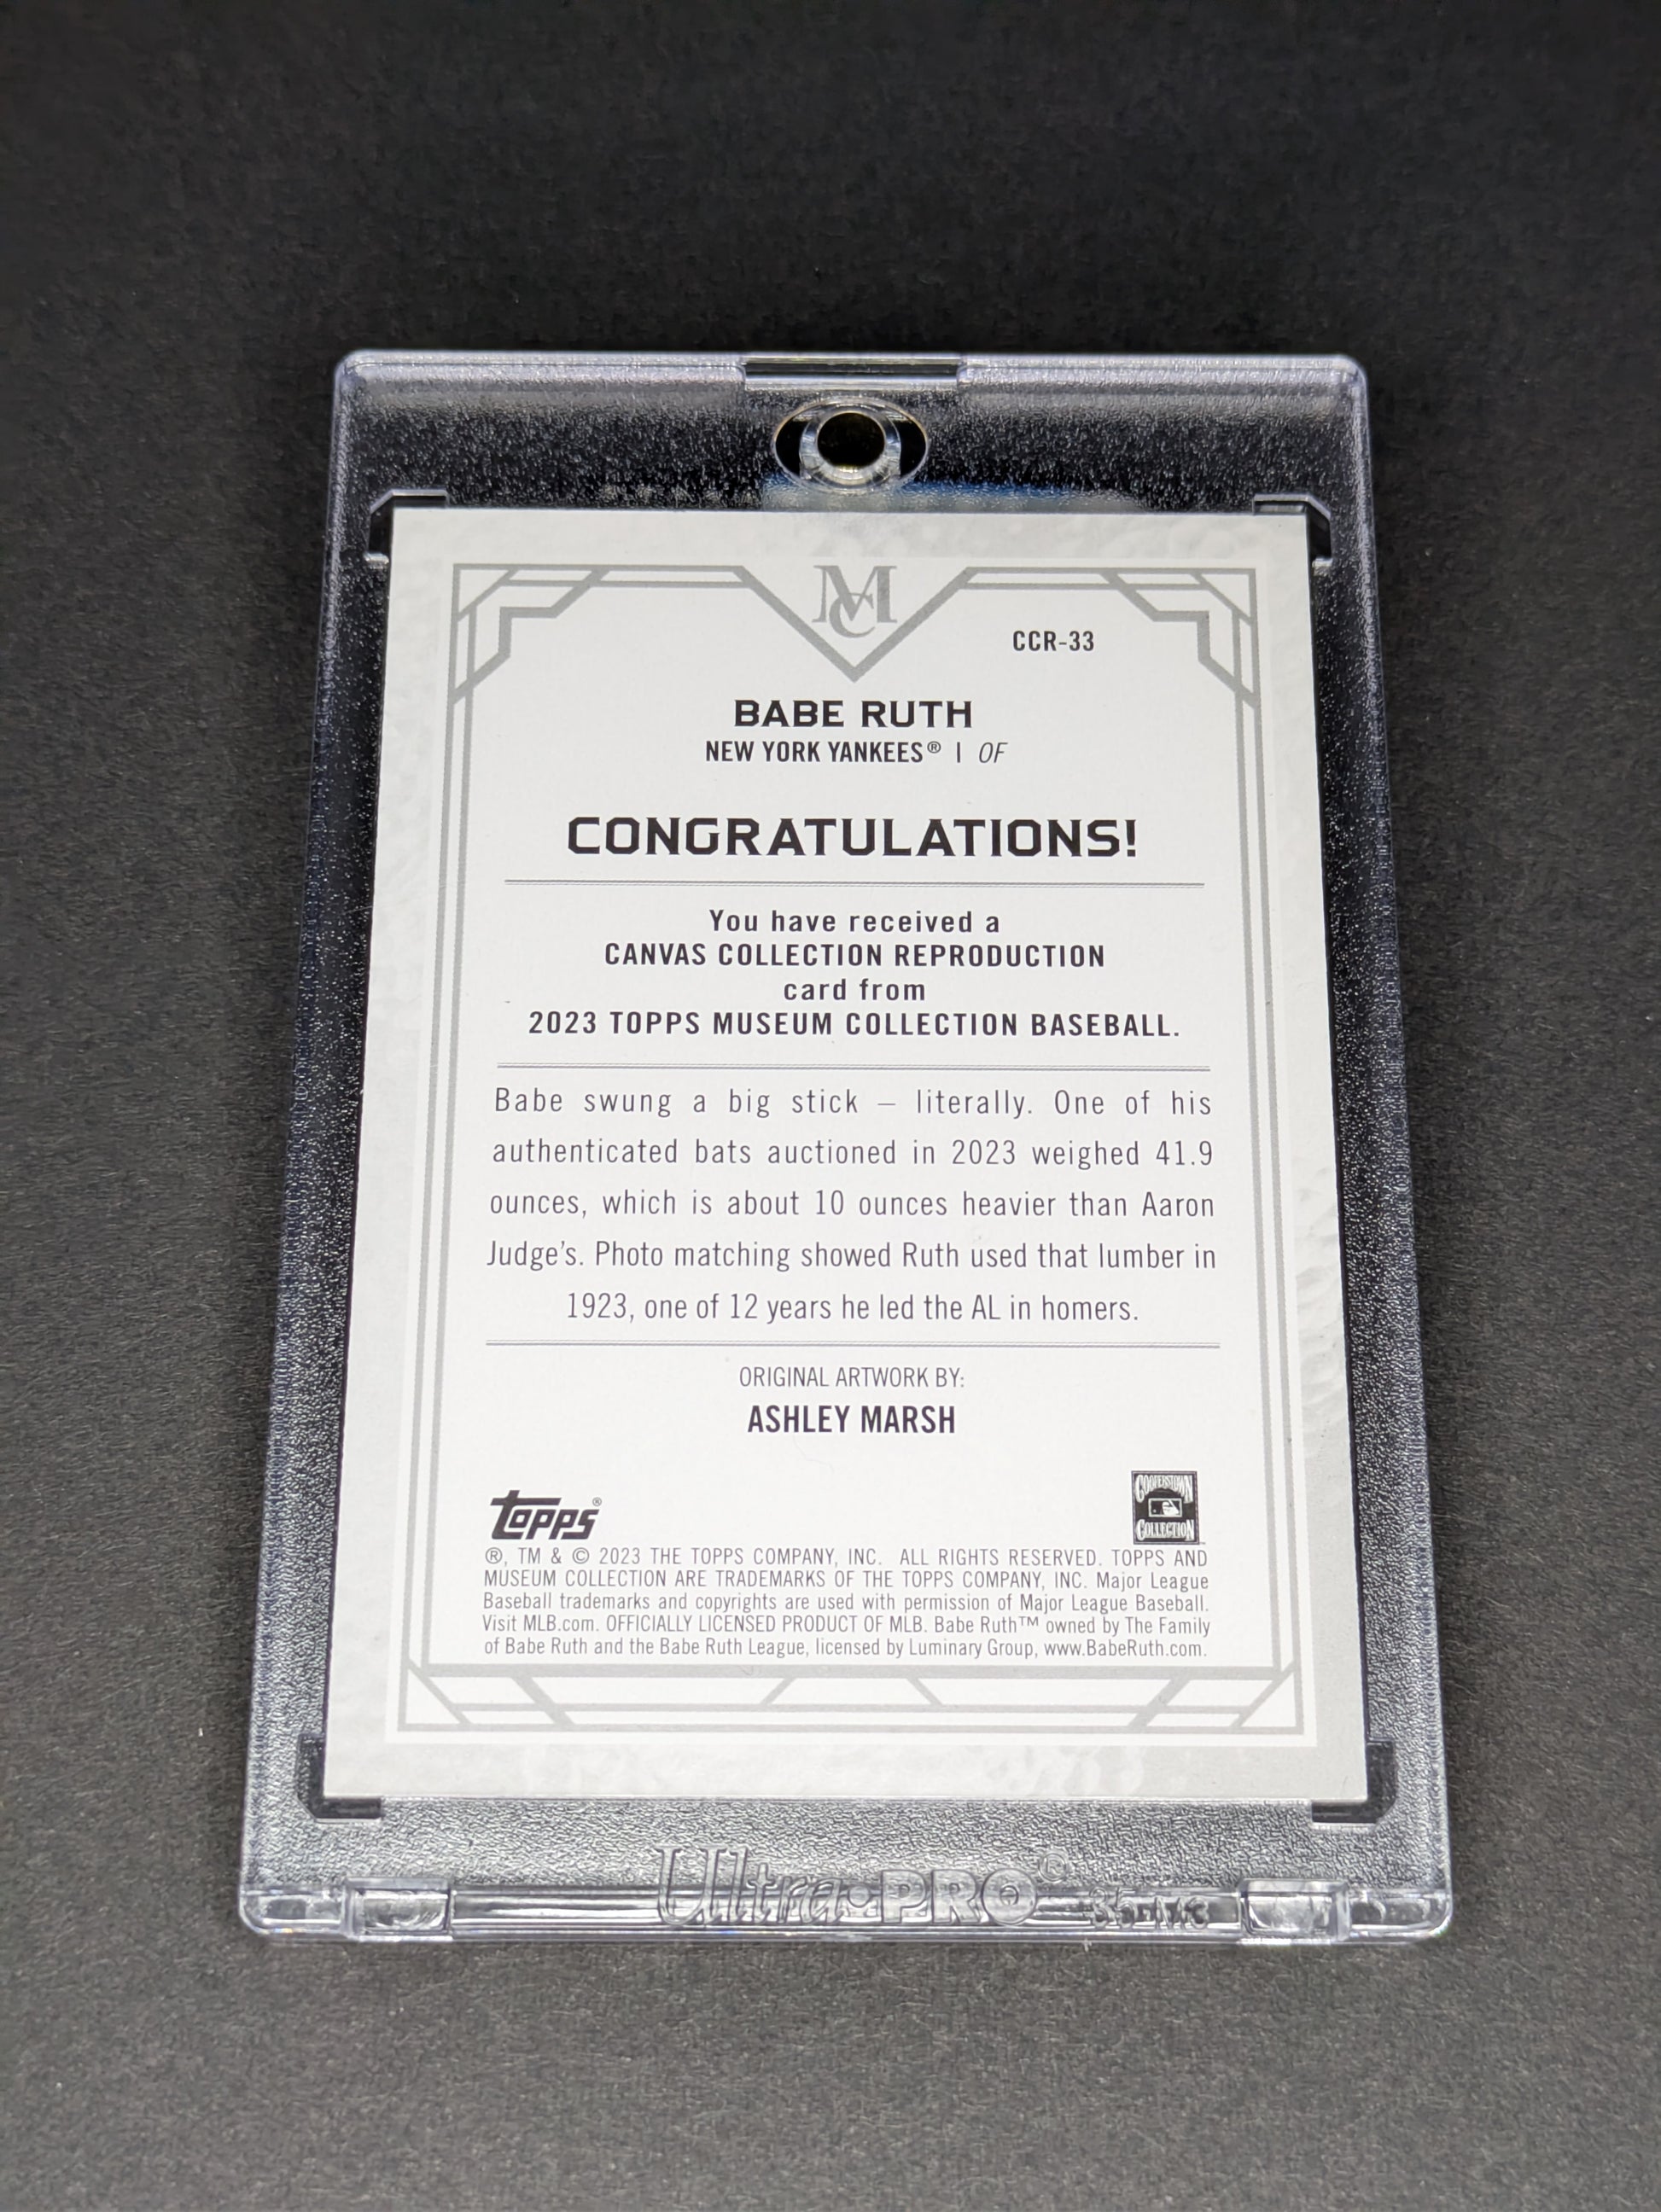 MC
CCR-33
BABE RUTH
NEW YORK YANKEES® | OF
CONGRATULATIONS!
You have received a
CANVAS COLLECTION REPRODUCTION
card from
2023 TOPPS MUSEUM COLLECTION BASEBALL.
Babe swung a big stick – literally. One of his
authenticated bats auctioned in 2023 weighed 41.9
ounces, which is about 10 ounces heavier than Aaron
Judge's. Photo matching showed Ruth used that lumber in
1923, one of 12 years he led the AL in homers.
ORIGINAL ARTWORK BY:
ASHLEY MARSH
topps®
COOPERSTOWN
COLLECTION
®, TM & © 2023 THE TOPPS COMPANY, INC. ALL RIGHTS RESERVED. TOPPS AND
MUSEUM COLLECTION ARE TRADEMARKS OF THE TOPPS COMPANY, INC. Major League
Baseball trademarks and copyrights are used with permission of Major League Baseball.
Visit MLB.com. OFFICIALLY LICENSED PRODUCT OF MLB. Babe Ruth™ owned by The Family
of Babe Ruth and the Babe Ruth League, licensed by Luminary Group, www.BabeRuth.com.
Ultra•PRO®